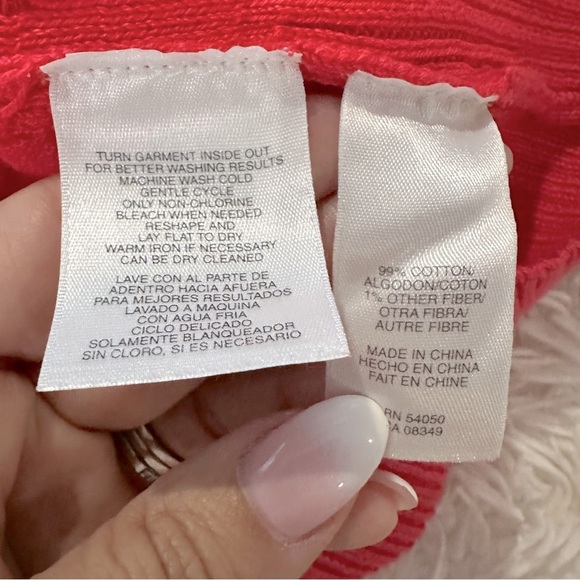 TURN GARMENT INSIDE OUT
FOR BETTER WASHING RESULTS
MACHINE WASH COLD
GENTLE CYCLE
ONLY NON-CHLORINE
BLEACH WHEN NEEDED
RESHAPE AND
LAY FLAT TO DRY
WARM IRON IF NECESSARY
CAN BE DRY CLEANED
LAVE CON AL PARTE DE
ADENTRO HACIA AFUERA
PARA MEJORES RESULTADOS
LAVADO A MAQUINA
CON AGUA FRIA
CICLO DELICADO
SOLAMENTE BLANQUEADOR
SIN CLORO, SI ES NECESARIO
99% COTTON/
ALGODON/COTON
1% OTHER FIBER/
OTRA FIBRA/
AUTRE FIBRE
MADE IN CHINA
HECHO EN CHINA
FAIT EN CHINE
RN 54050
CA 08349